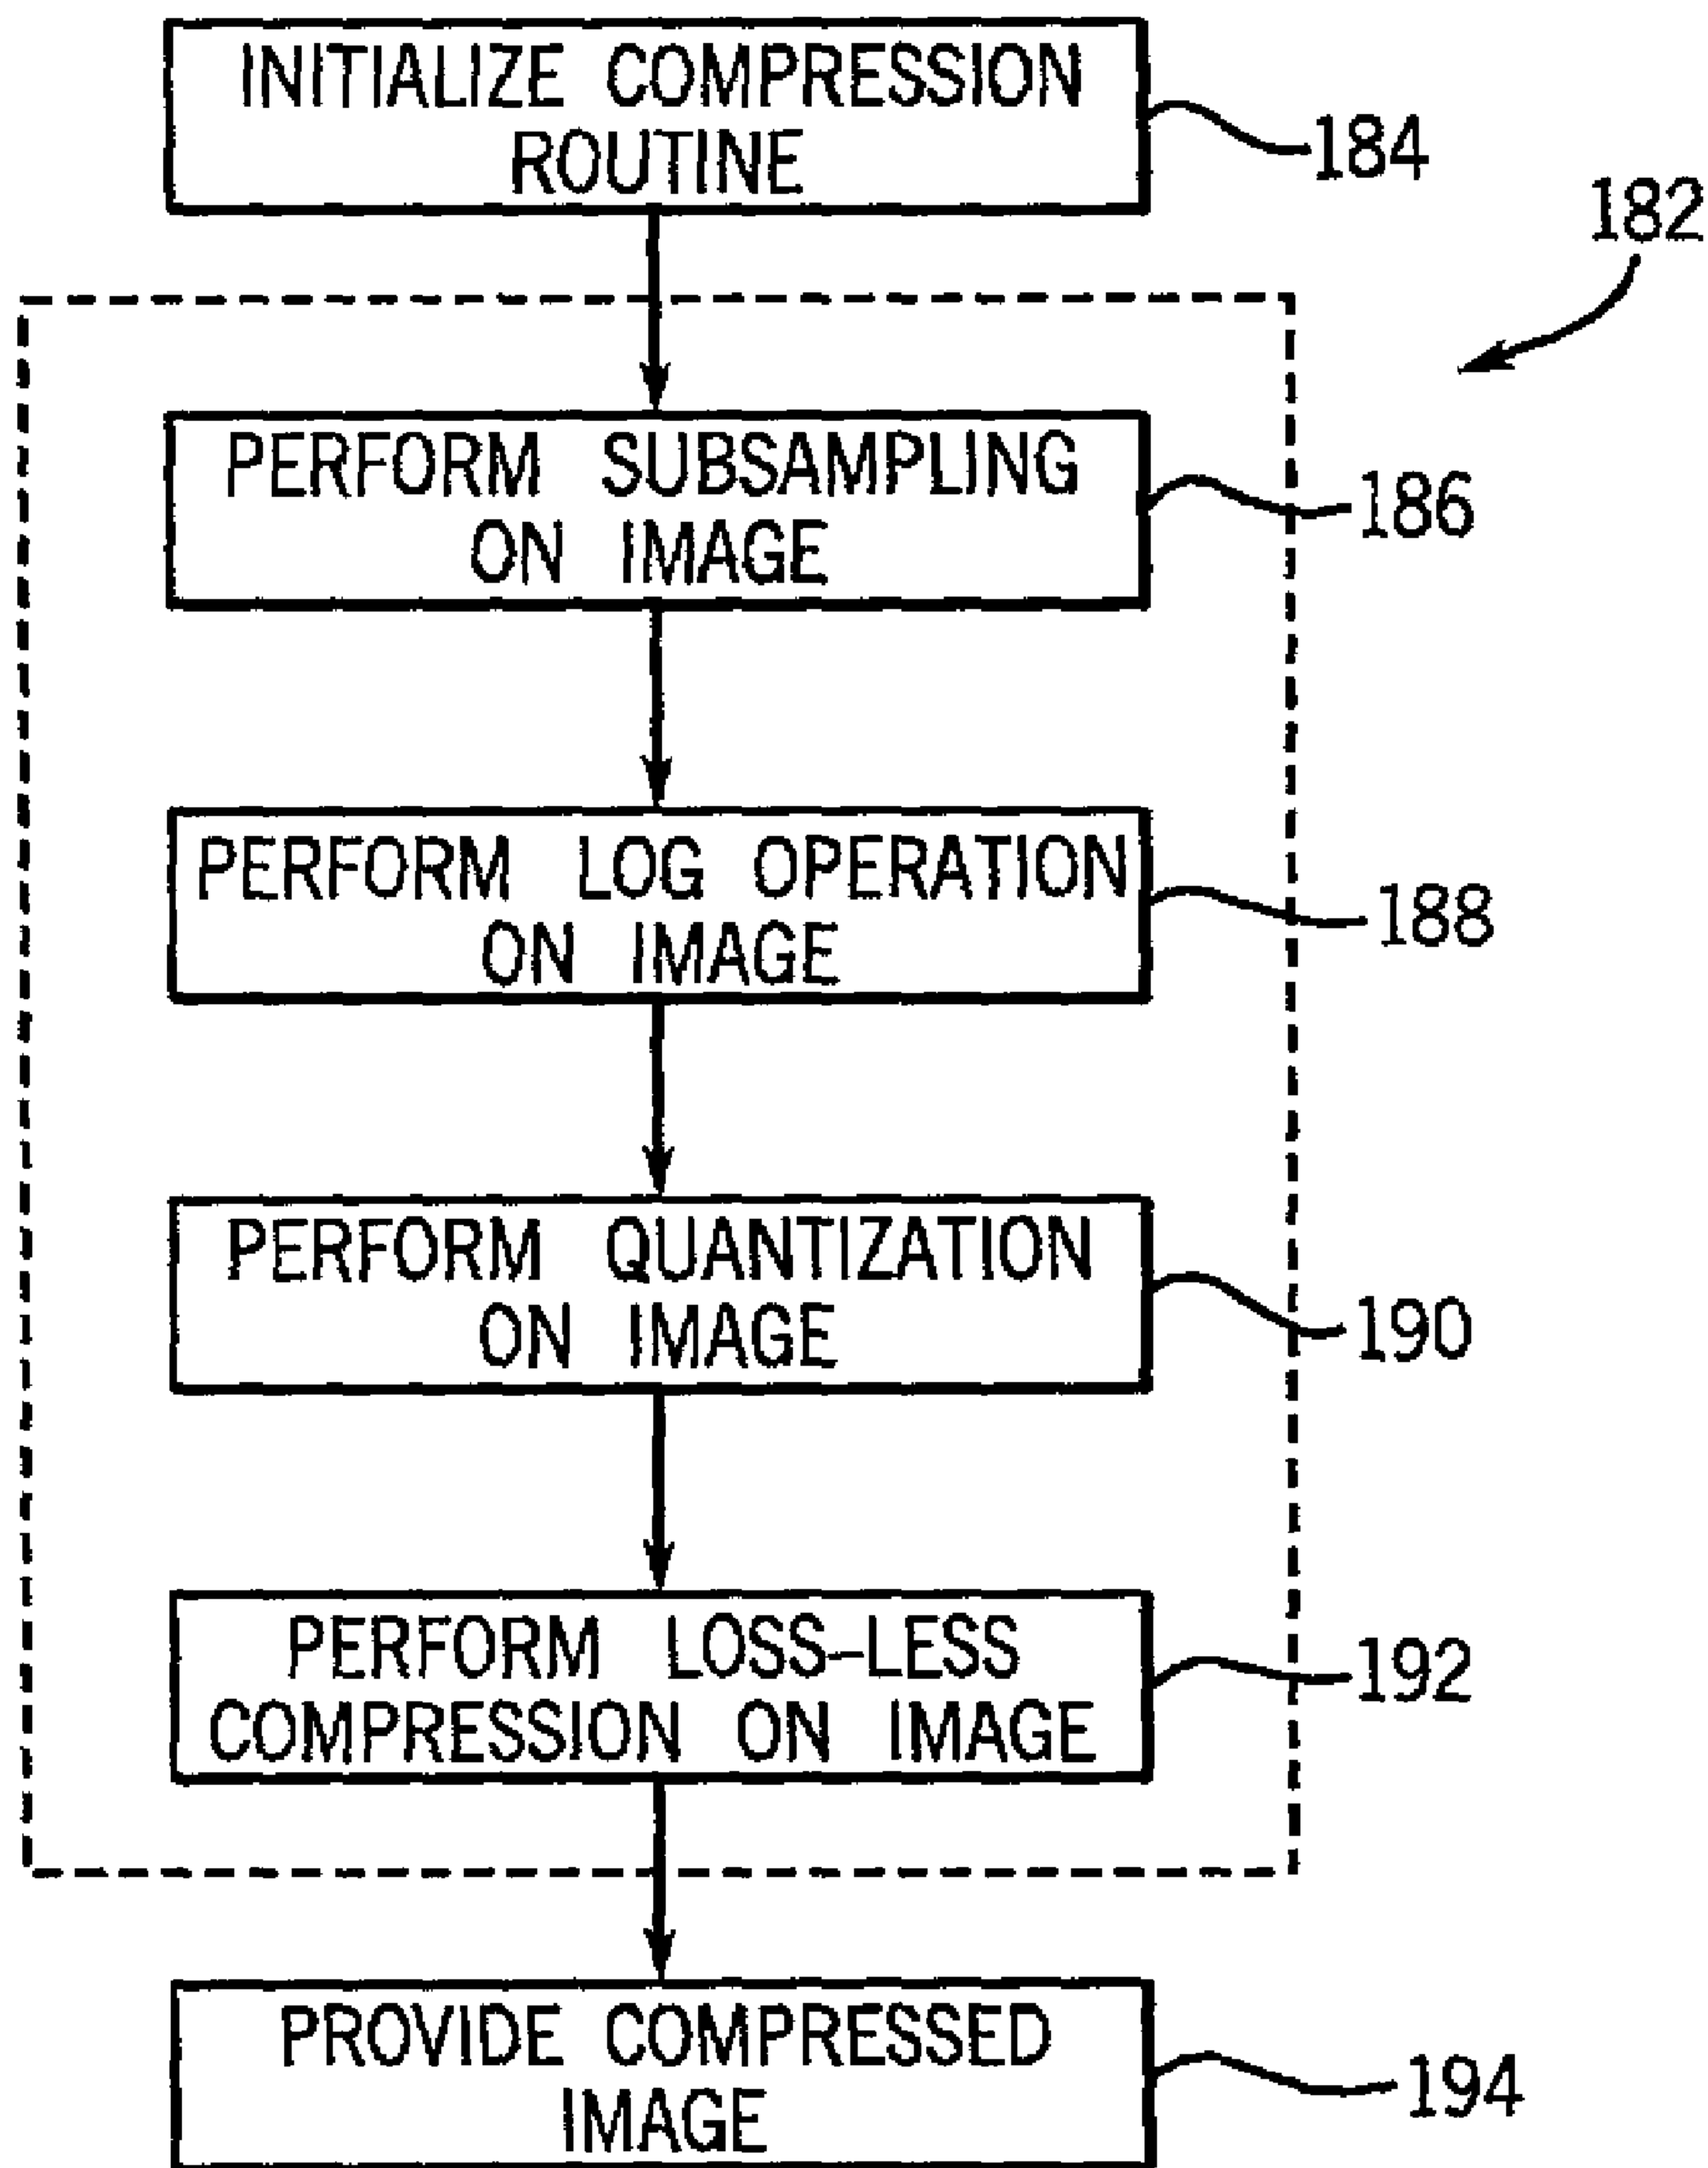 INITIALIZE COMPRESSION
ROUTINE
184
182
PERFORM SUBSAMPLING
ON IMAGE
186
PERFORM LOG OPERATION
ON IMAGE
188
PERFORM QUANTIZATION
ON IMAGE
190
PERFORM LOSS-LESS
COMPRESSION ON IMAGE
192
PROVIDE COMPRESSED
IMAGE
194